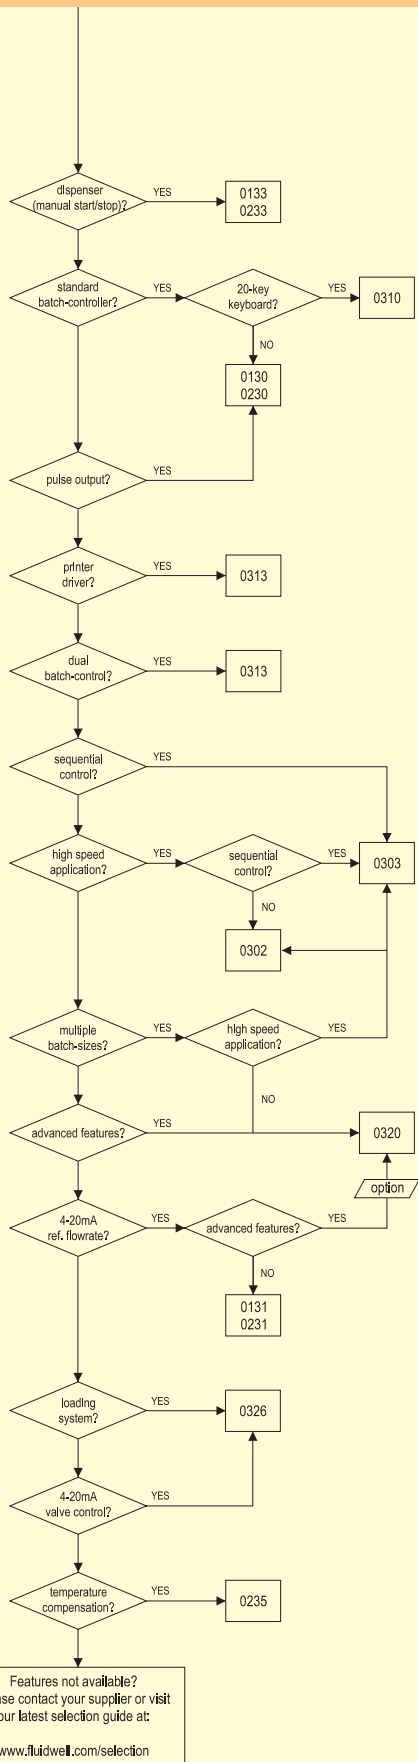 dispenser
(manual start/stop)?
YES
0133
0233
standard
batch-controller?
YES
20-key
keyboard?
YES
0310
NO
0130
0230
pulse output?
YES
printer
driver?
YES
0313
dual
batch-control?
YES
0313
sequential
control?
YES
high speed
application?
YES
sequential
control?
YES
0303
NO
0302
multiple
batch-sizes?
YES
high speed
application?
YES
NO
advanced features?
YES
0320
option
4-20mA
ref. flowrate?
YES
advanced features?
YES
NO
0131
0231
loading
system?
YES
0326
4-20mA
valve control?
YES
temperature
compensation?
YES
0235
Features not available?
ase contact your supplier or visit
our latest selection guide at:
www.fluidwell.com/selection